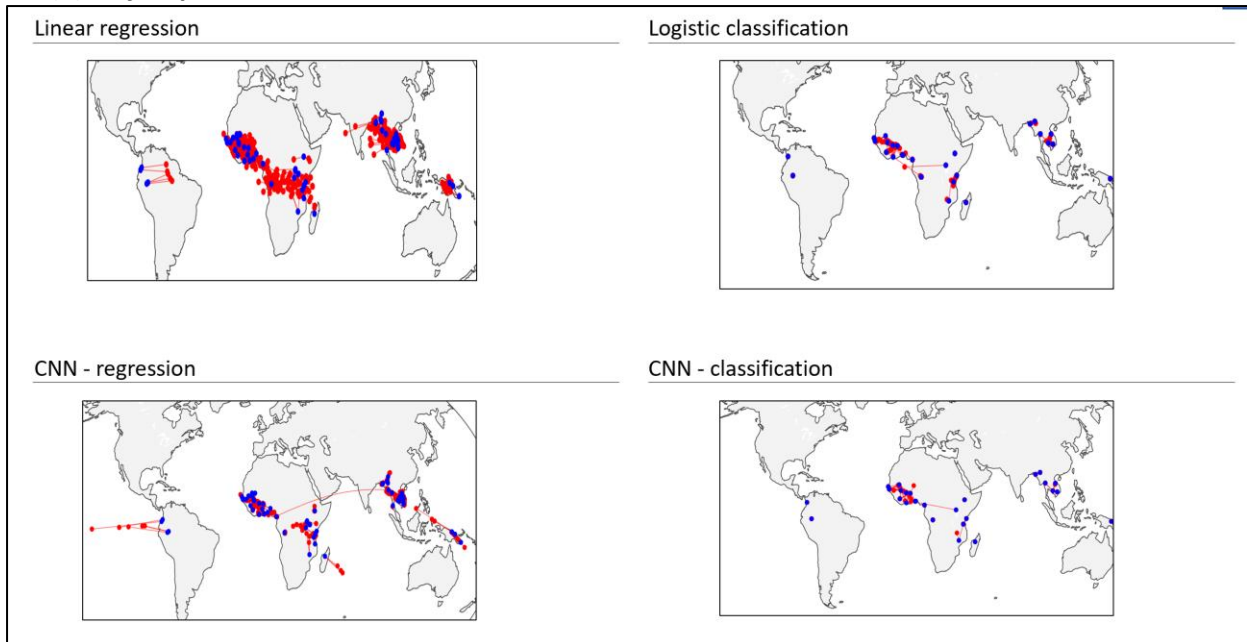 Linear regression
Logistic classification
CNN - regression
CNN - classification